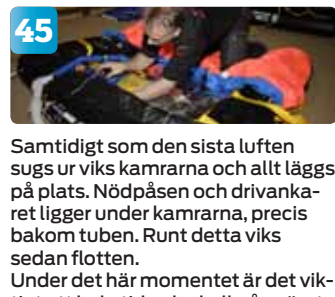 45
Samtidigt som den sista luften
sugs ur viks kamrarna och allt läggs
på plats. Nödpåsen och drivanka-
ret ligger under kamrarna, precis
bakom tuben. Runt detta viks
sedan flotten.
Under det här momentet är det vik-